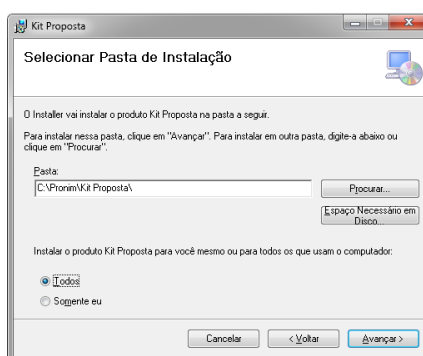 Kit Proposta
Selecionar Pasta de Instalação
O Installer vai instalar o produto Kit Proposta na pasta a seguir.
Para instalar nessa pasta, clique em "Avançar". Para instalar em outra pasta, digite-a abaixo ou
clique em "Procurar".
Pasta:
C:\Pronim\Kit Proposta\
Procurar...
Espaço Necessário em
Disco...
Instalar o produto Kit Proposta para você mesmo ou para todos os que usam o computador:
Todos
Somente eu
Cancelar
< Voltar
Avançar >